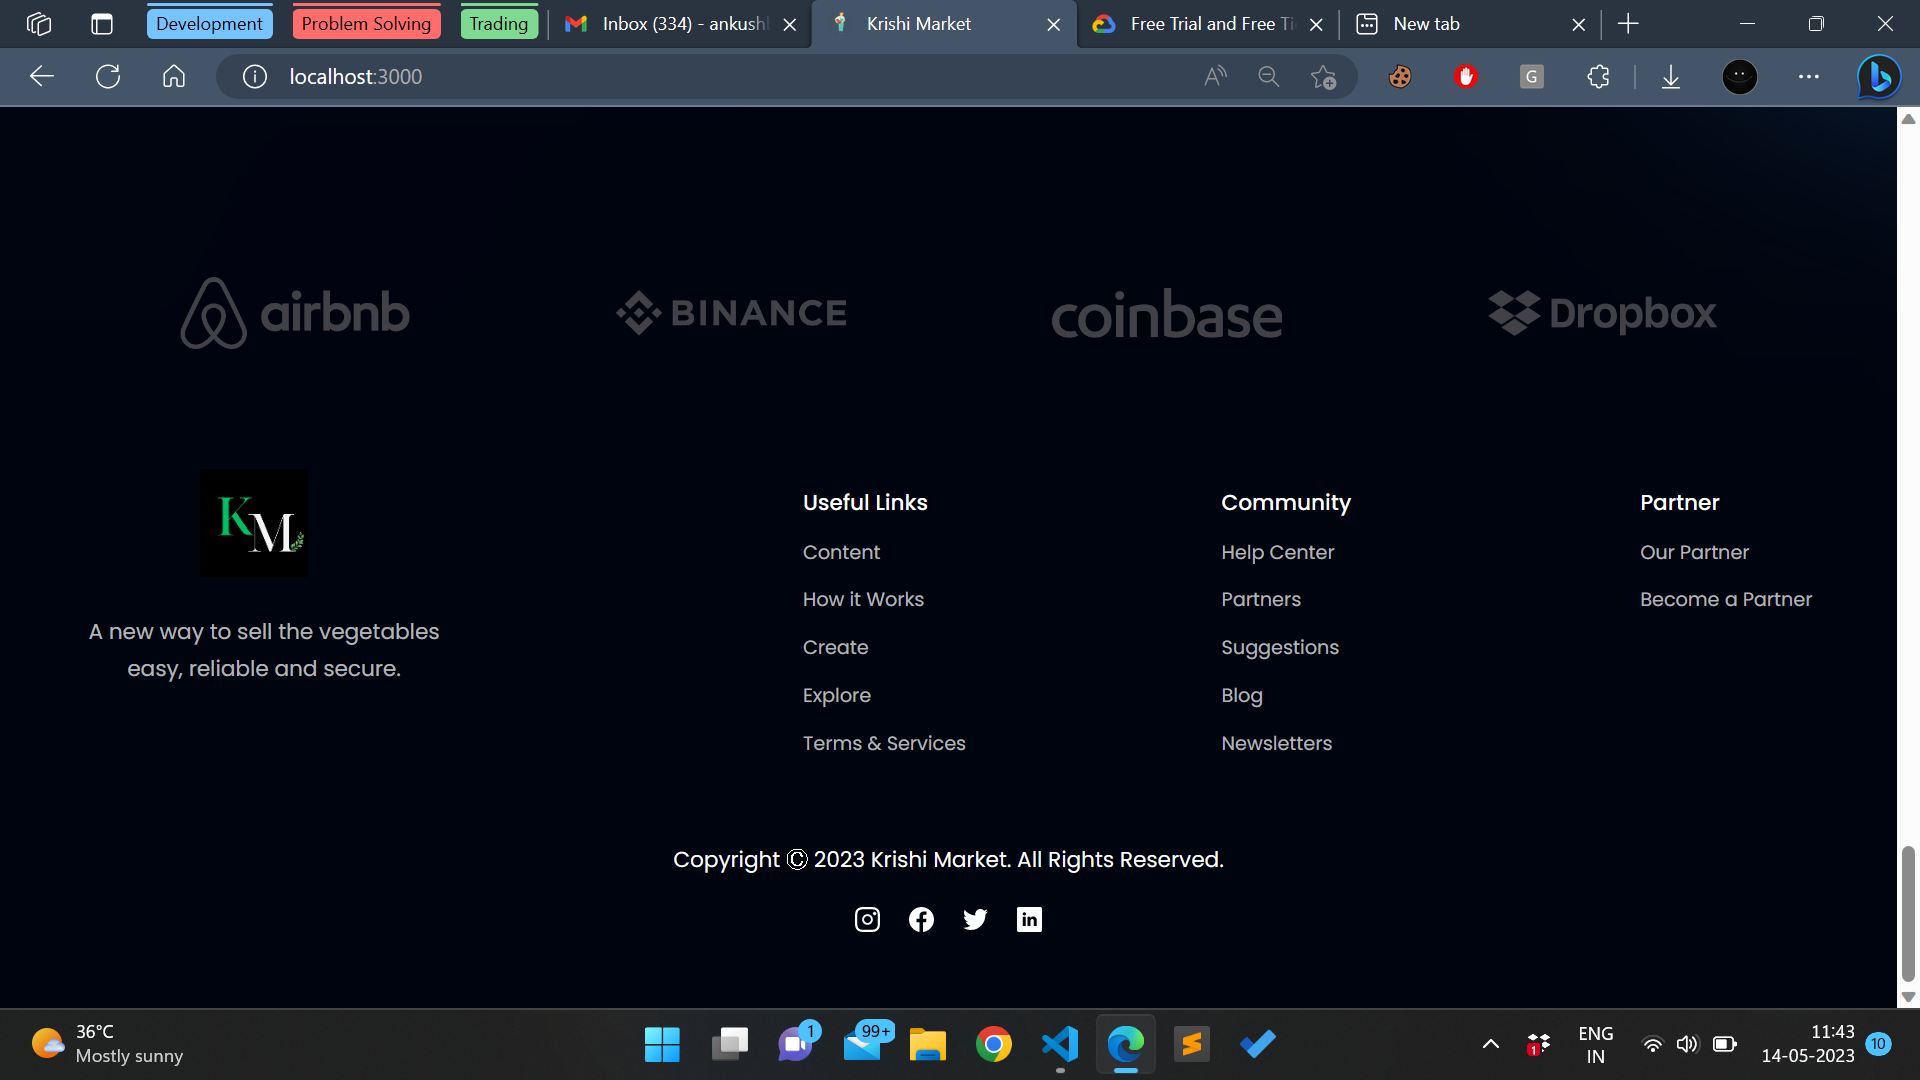 Development
Problem Solving
Trading
Inbox (334) - ankush
Krishi Market
Free Trial and Free Ti
New tab
localhost:3000
A
G
airbnb
BINANCE
coinbase
Dropbox
KM
A new way to sell the vegetables
easy, reliable and secure.
Useful Links
Content
How it Works
Create
Explore
Terms & Services
Community
Help Center
Partners
Suggestions
Blog
Newsletters
Partner
Our Partner
Become a Partner
Copyright © 2023 Krishi Market. All Rights Reserved.
36°C
Mostly sunny
1
99+
1
ENG
IN
11:43
14-05-2023
10